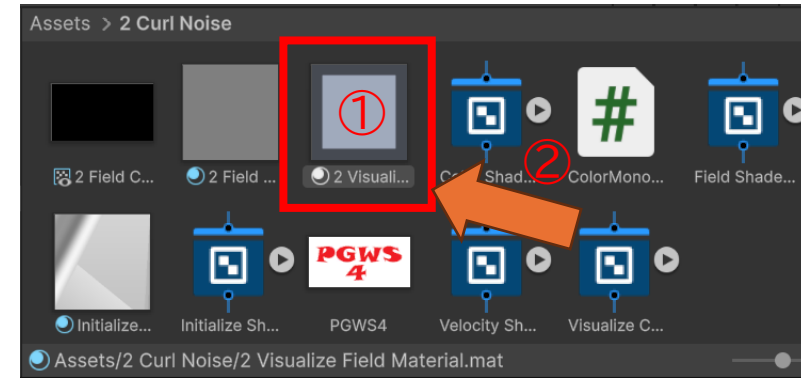 Assets > 2 Curl Noise
①
#
②
2 Field C...
2 Field ...
2 Visuali...
Shad...
ColorMono...
Field Shade...
PGWS
4
Initialize...
Initialize Sh...
PGWS4
Velocity Sh...
Visualize C...
Assets/2 Curl Noise/2 Visualize Field Material.mat